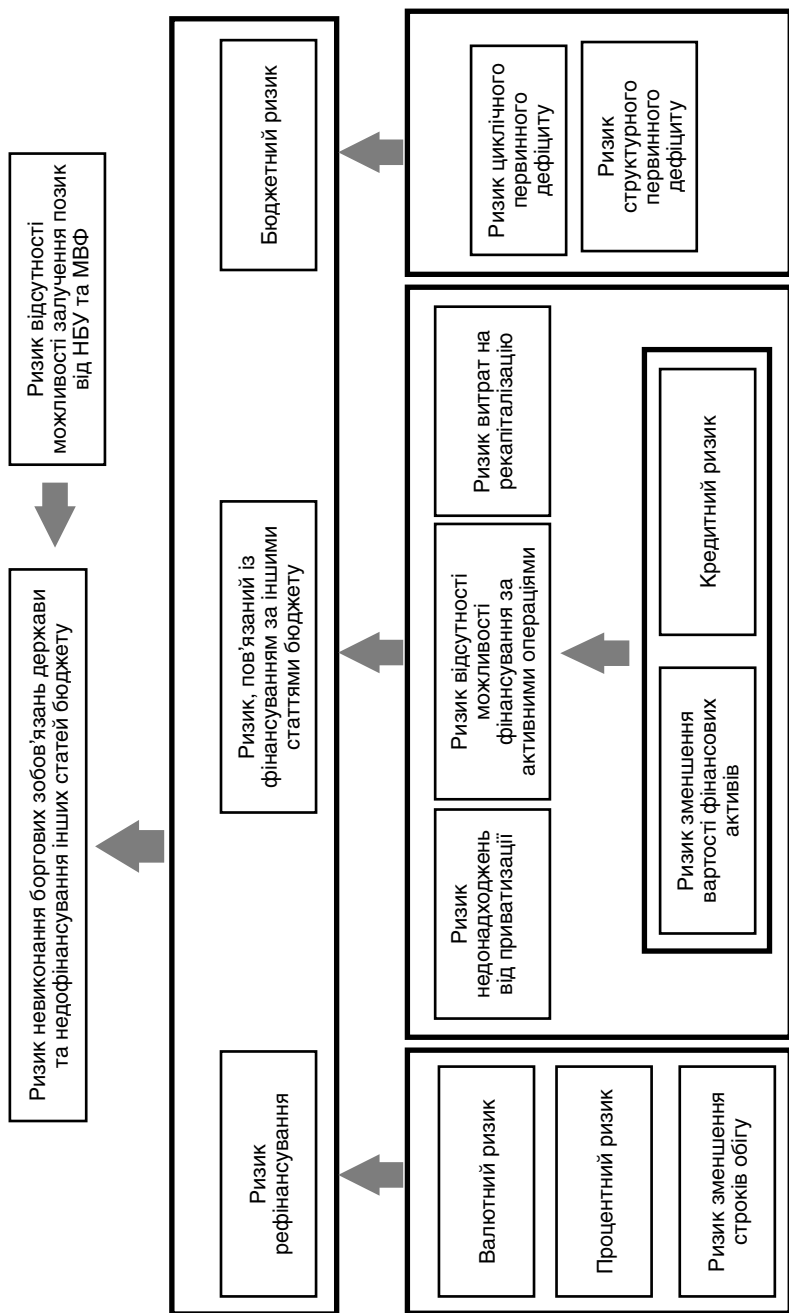 Ризик невиконання боргових зобов’язань держави
та недофінансування інших статей бюджету
Ризик відсутності
можливості залучення позик
від НБУ та МВФ
Ризик
рефінансування
Ризик, пов’язаний із
фінансуванням за іншими
статтями бюджету
Бюджетний ризик
Валютний ризик
Процентний ризик
Ризик зменшення
строків обігу
Ризик
недонадходжень
від приватизації
Ризик відсутності
можливості
фінансування за
активними операціями
Ризик витрат на
рекапіталізацію
Ризик зменшення
вартості фінансових
активів
Кредитний ризик
Ризик циклічного
первинного
дефіциту
Ризик
структурного
первинного
дефіциту